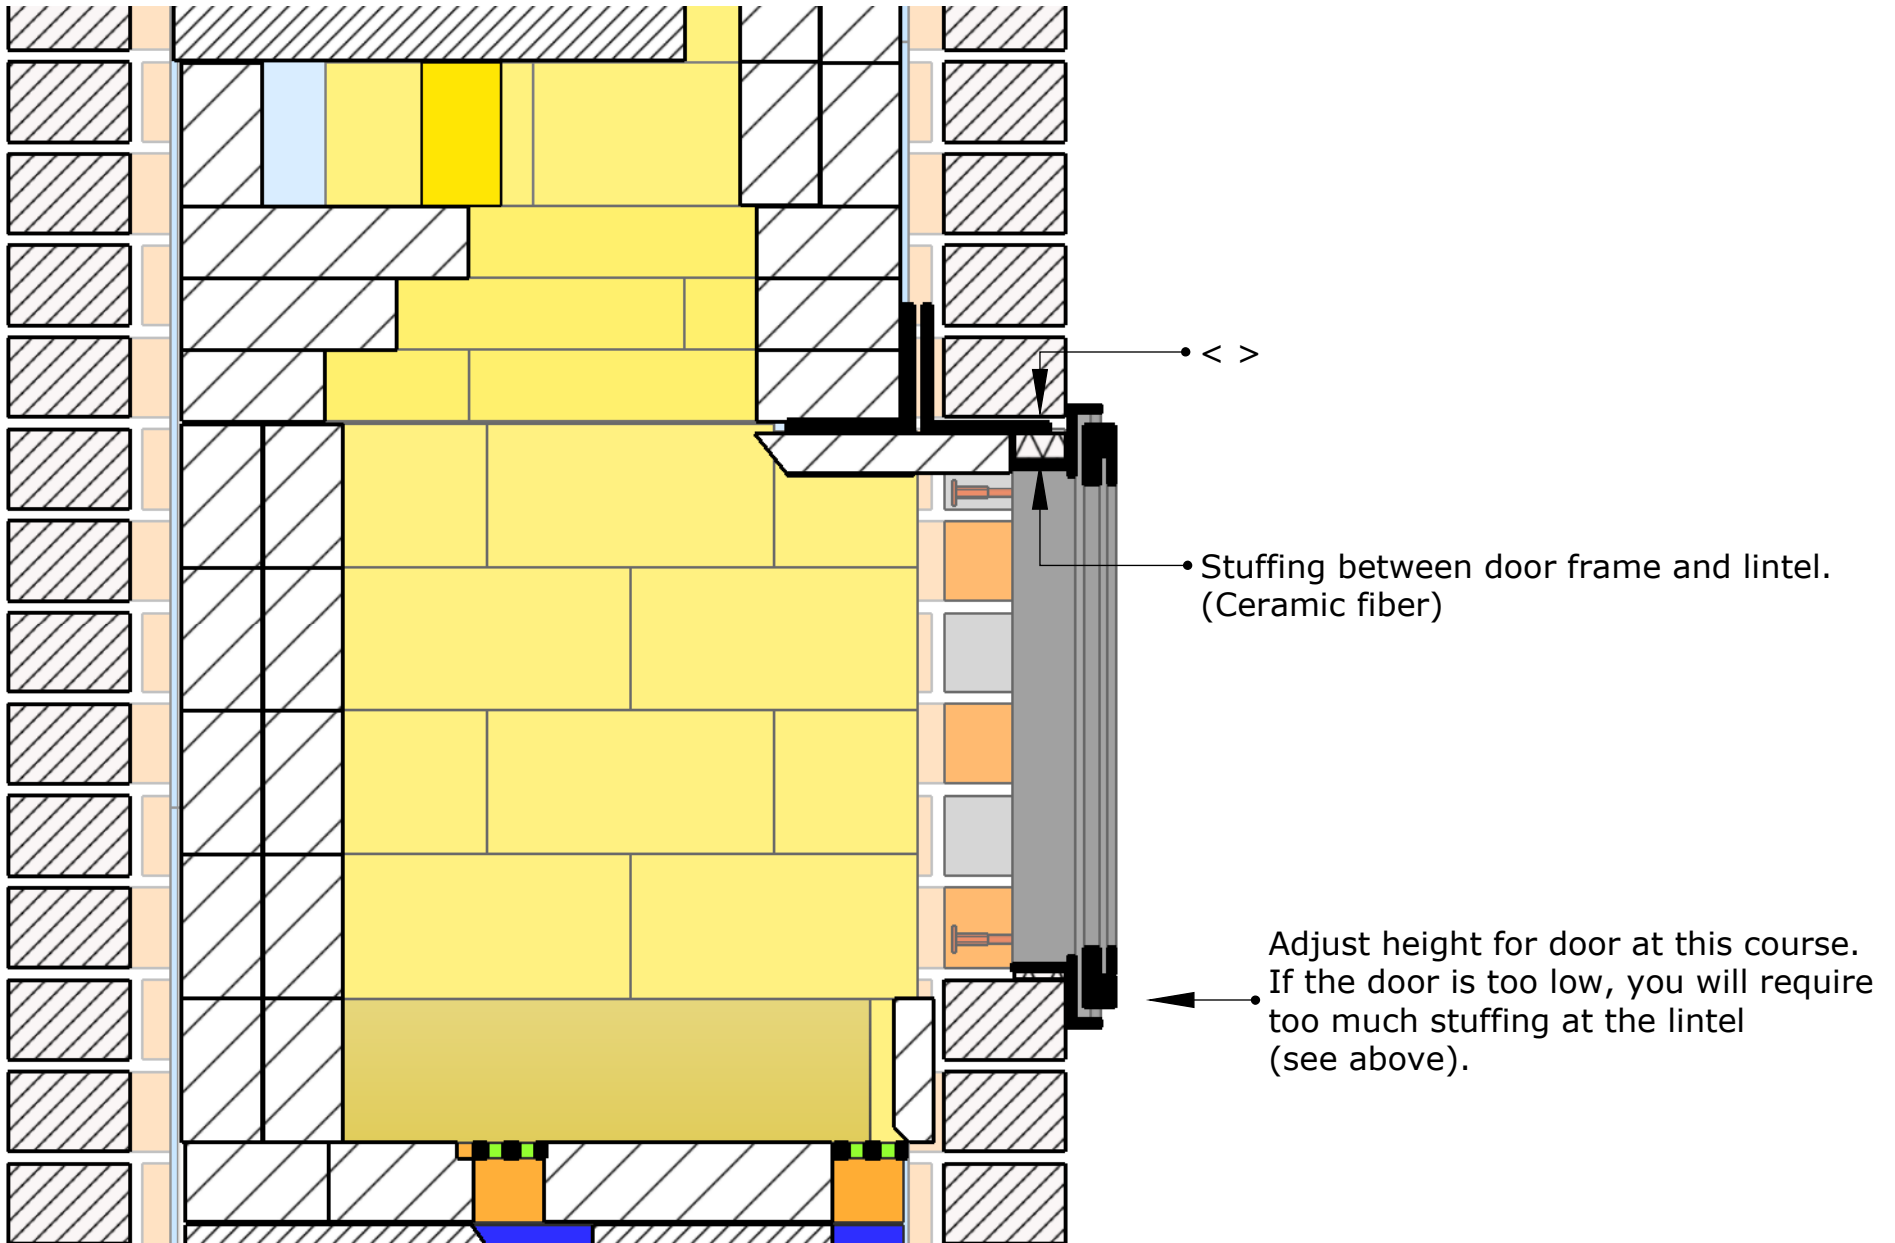 < >
Stuffing between door frame and lintel.
(Ceramic fiber)
Adjust height for door at this course.
If the door is too low, you will require
too much stuffing at the lintel
(see above).